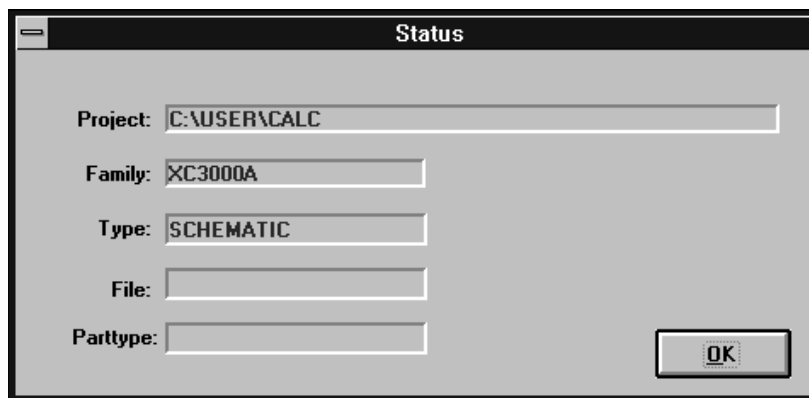 Status
Project: C:\USER\CALC
Family: XC3000A
Type: SCHEMATIC
File:
Parttype:
OK